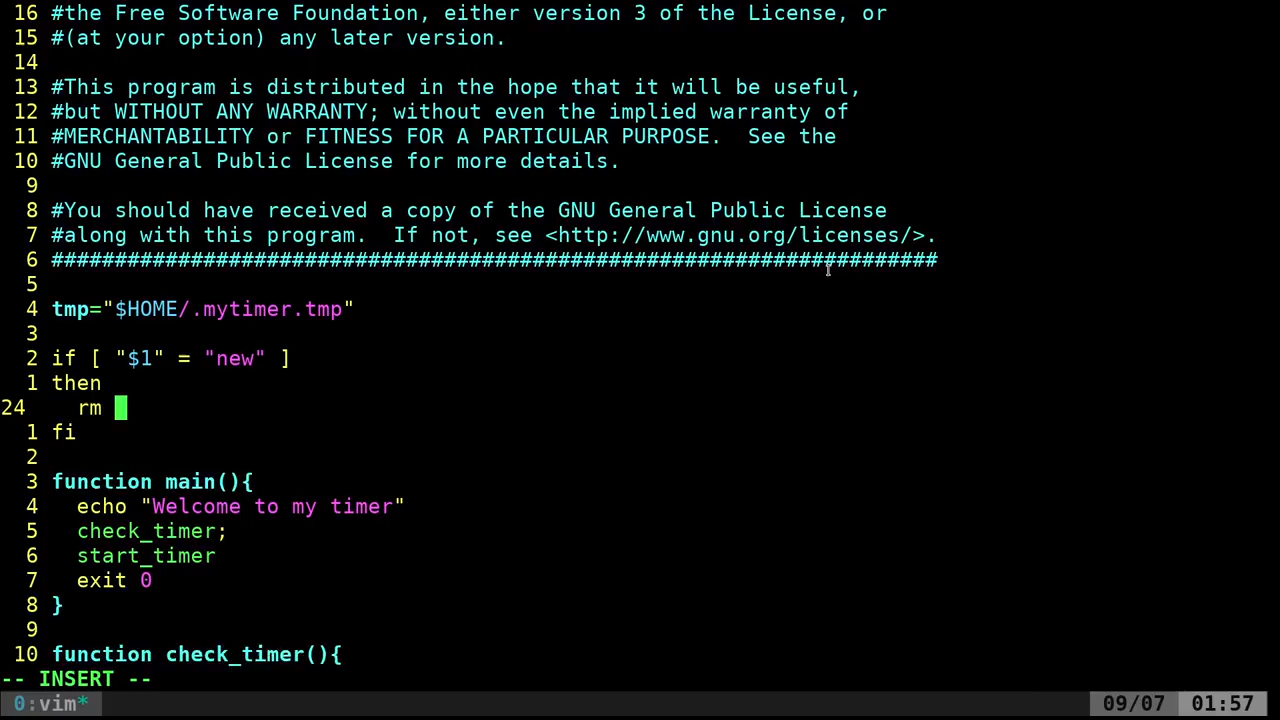 16 #the Free Software Foundation, either version 3 of the License, or
15 #(at your option) any later version.
14
13 #This program is distributed in the hope that it will be useful,
12 #but WITHOUT ANY WARRANTY; without even the implied warranty of
11 #MERCHANTABILITY or FITNESS FOR A PARTICULAR PURPOSE.  See the
10 #GNU General Public License for more details.
9
8 #You should have received a copy of the GNU General Public License
7 #along with this program.  If not, see <http://www.gnu.org/licenses/>.
6 ######################################################################
5
4 tmp="$HOME/.mytimer.tmp"
3
2 if [ "$1" = "new" ]
1 then
24   rm
1 fi
2
3 function main(){
4   echo "Welcome to my timer"
5   check_timer;
6   start_timer
7   exit 0
8 }
9
10 function check_timer(){
-- INSERT --
0:vim* 09/07 01:57